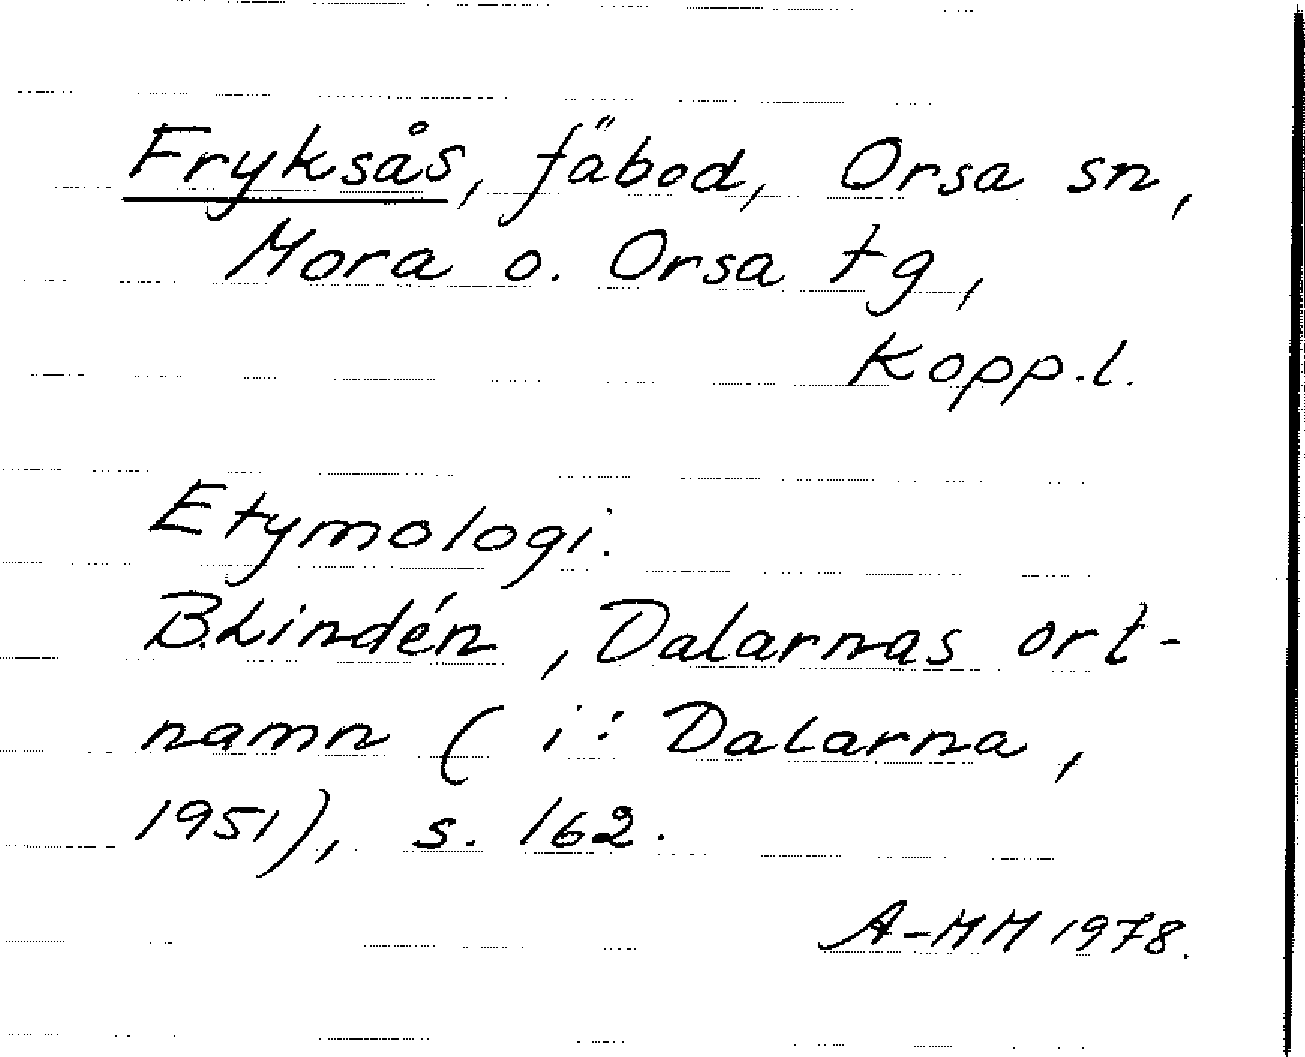 Fryksås, fäbod, Orsa sn,
Mora o. Orsa tg,
Kopp.l.
Etymologi:
B.Lindén, Dalarnas ort-
namn (i: Dalarna,
1951), s. 162.
A-MM 1978.